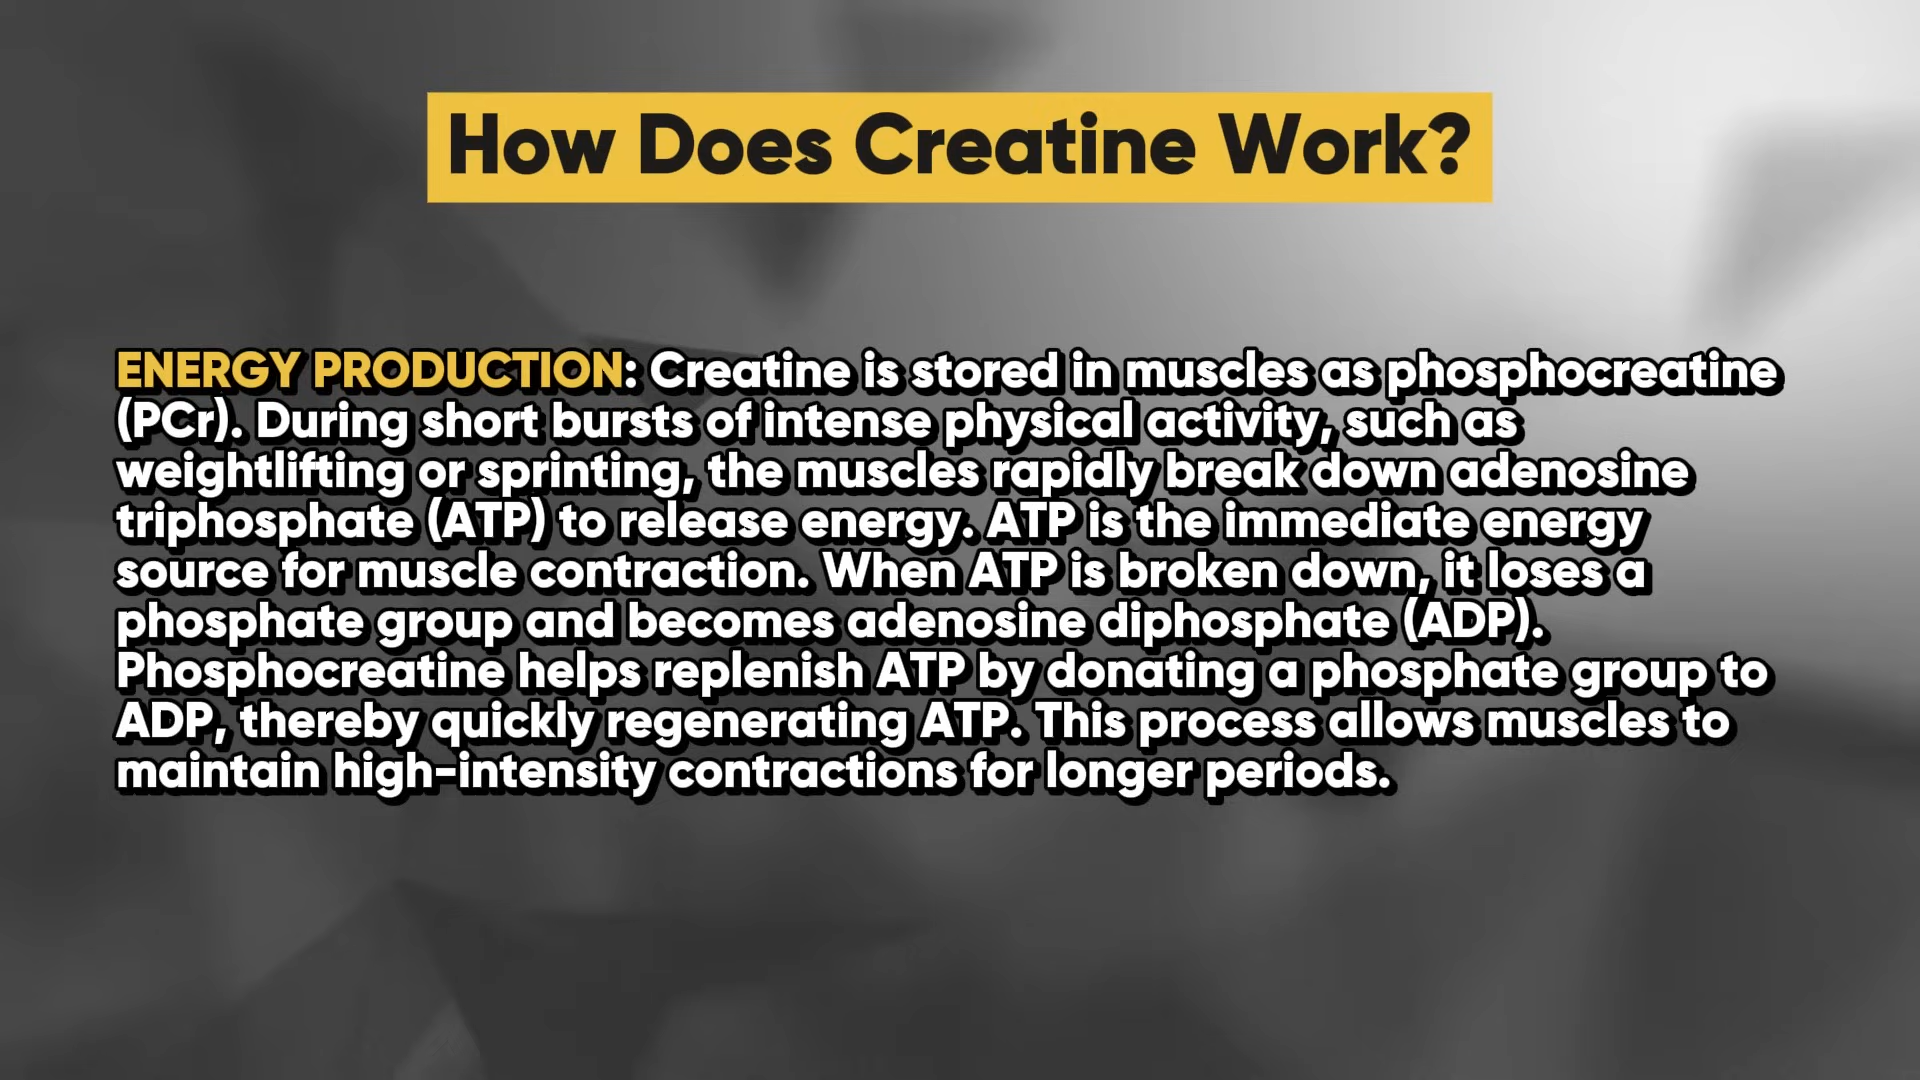 How Does Creatine Work?
ENERGY PRODUCTION: Creatine is stored in muscles as phosphocreatine
(PCr). During short bursts of intense physical activity, such as
weightlifting or sprinting, the muscles rapidly break down adenosine
triphosphate (ATP) to release energy. ATP is the immediate energy
source for muscle contraction. When ATP is broken down, it loses a
phosphate group and becomes adenosine diphosphate (ADP).
Phosphocreatine helps replenish ATP by donating a phosphate group to
ADP, thereby quickly regenerating ATP. This process allows muscles to
maintain high-intensity contractions for longer periods.